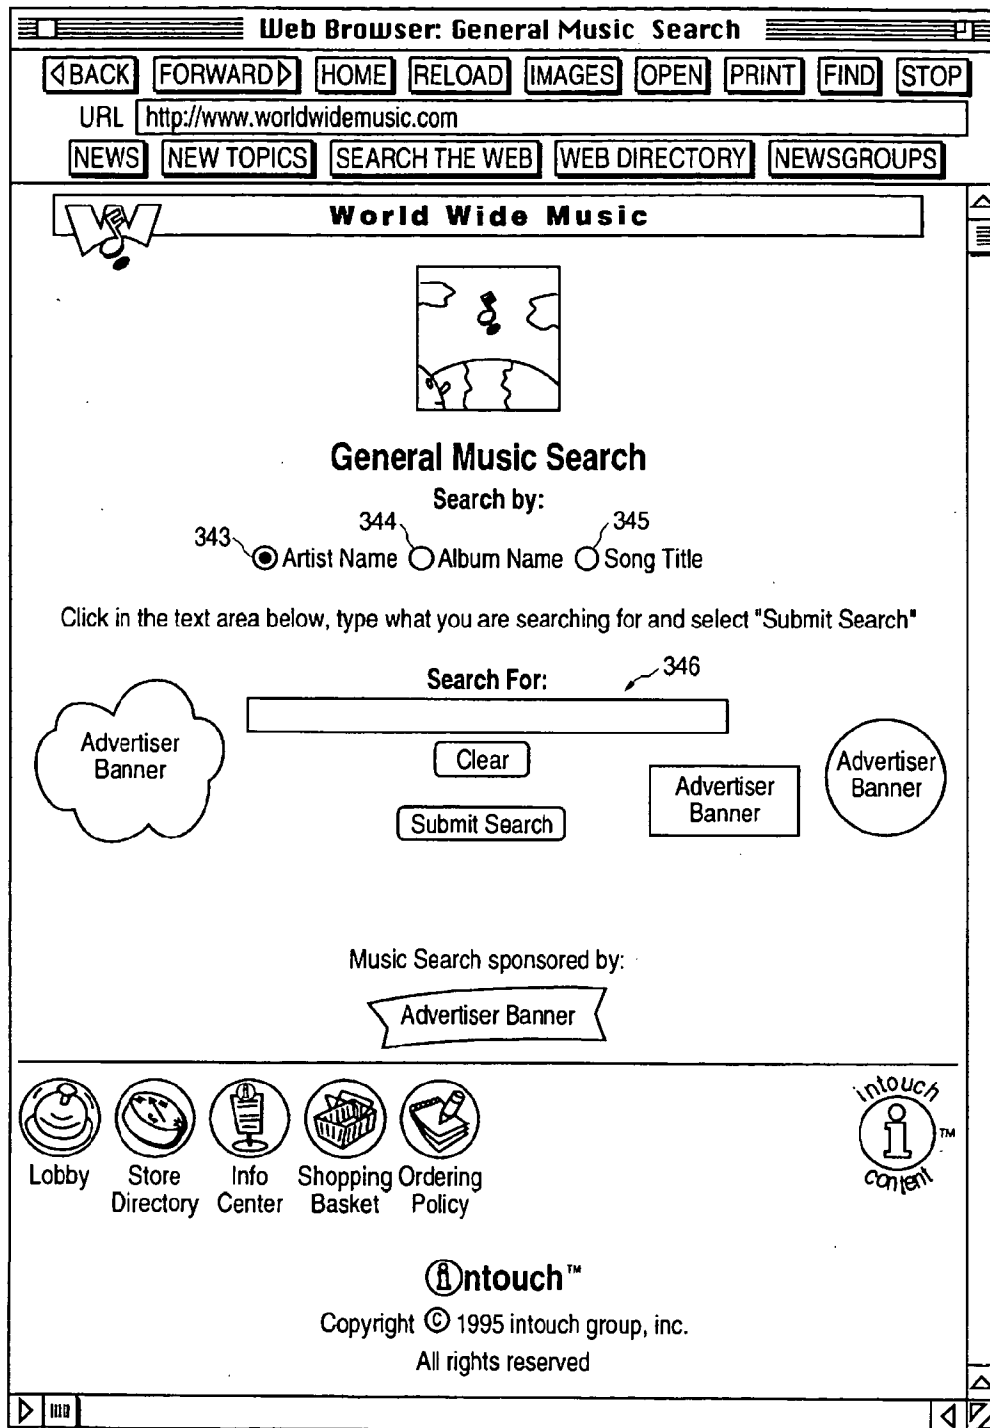 Web Browser: General Music Search
BACK FORWARD HOME RELOAD IMAGES OPEN PRINT FIND STOP
URL http://www.worldwidemusic.com
NEWS NEW TOPICS SEARCH THE WEB WEB DIRECTORY NEWSGROUPS
World Wide Music
General Music Search
Search by:
343 344 345
Artist Name Album Name Song Title
Click in the text area below, type what you are searching for and select "Submit Search"
Search For: 346
Advertiser Banner
Clear
Advertiser Banner
Advertiser Banner
Submit Search
Music Search sponsored by:
Advertiser Banner
Lobby
Store Directory
Info Center
Shopping Basket
Ordering Policy
intouch
i ™
content
intouch™
Copyright © 1995 intouch group, inc.
All rights reserved